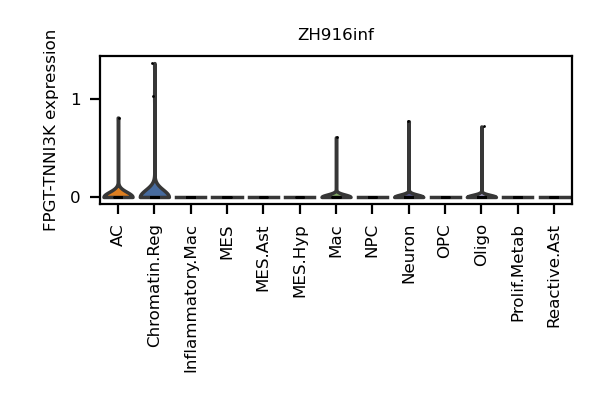 ZH916inf
FPGT-TNNI3K expression
1
0
AC
Chromatin.Reg
Inflammatory.Mac
MES
MES.Ast
MES.Hyp
Mac
NPC
Neuron
OPC
Oligo
Prolif.Metab
Reactive.Ast